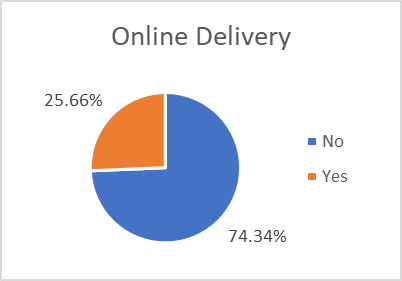 Online Delivery
25.66%
No
Yes
74.34%